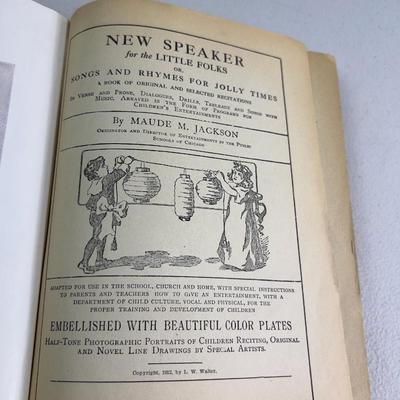 NEW SPEAKER
for the LITTLE FOLKS
OR,
SONGS AND RHYMES FOR JOLLY TIMES
A BOOK OF ORIGINAL AND SELECTED RECITATIONS
IN VERSE AND PROSE, DIALOGUES, DRILLS, TABLEAUX AND SONGS WITH
MUSIC. ARRANGED IN THE FORM OF PROGRAMS FOR
CHILDREN'S ENTERTAINMENTS
By MAUDE M. JACKSON
ORIGINATOR AND DIRECTOR OF ENTERTAINMENTS IN THE PUBLIC
SCHOOLS OF CHICAGO
ADAPTED FOR USE IN THE SCHOOL, CHURCH AND HOME, WITH SPECIAL INSTRUCTIONS
TO PARENTS AND TEACHERS HOW TO GIVE AN ENTERTAINMENT, WITH A
DEPARTMENT OF CHILD CULTURE, VOCAL AND PHYSICAL, FOR THE
PROPER TRAINING AND DEVELOPMENT OF CHILDREN
EMBELLISHED WITH BEAUTIFUL COLOR PLATES
HALF-TONE PHOTOGRAPHIC PORTRAITS OF CHILDREN RECITING, ORIGINAL
AND NOVEL LINE DRAWINGS BY SPECIAL ARTISTS.
Copyright, 1912, by L. W. Walter.